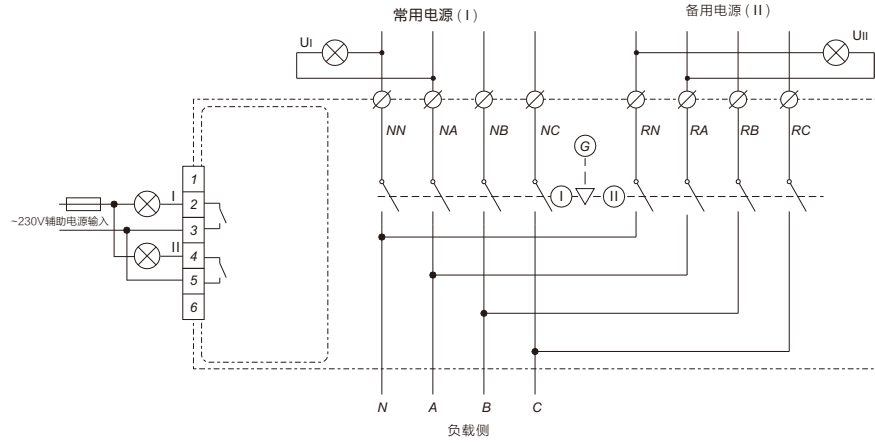 常用电源 ( I )
备用电源 ( II )
UI
UII
NN NA NB NC RN RA RB RC
G
1
I
2
I II
~230V辅助电源输入
3
II
4
5
6
N A B C
负载侧